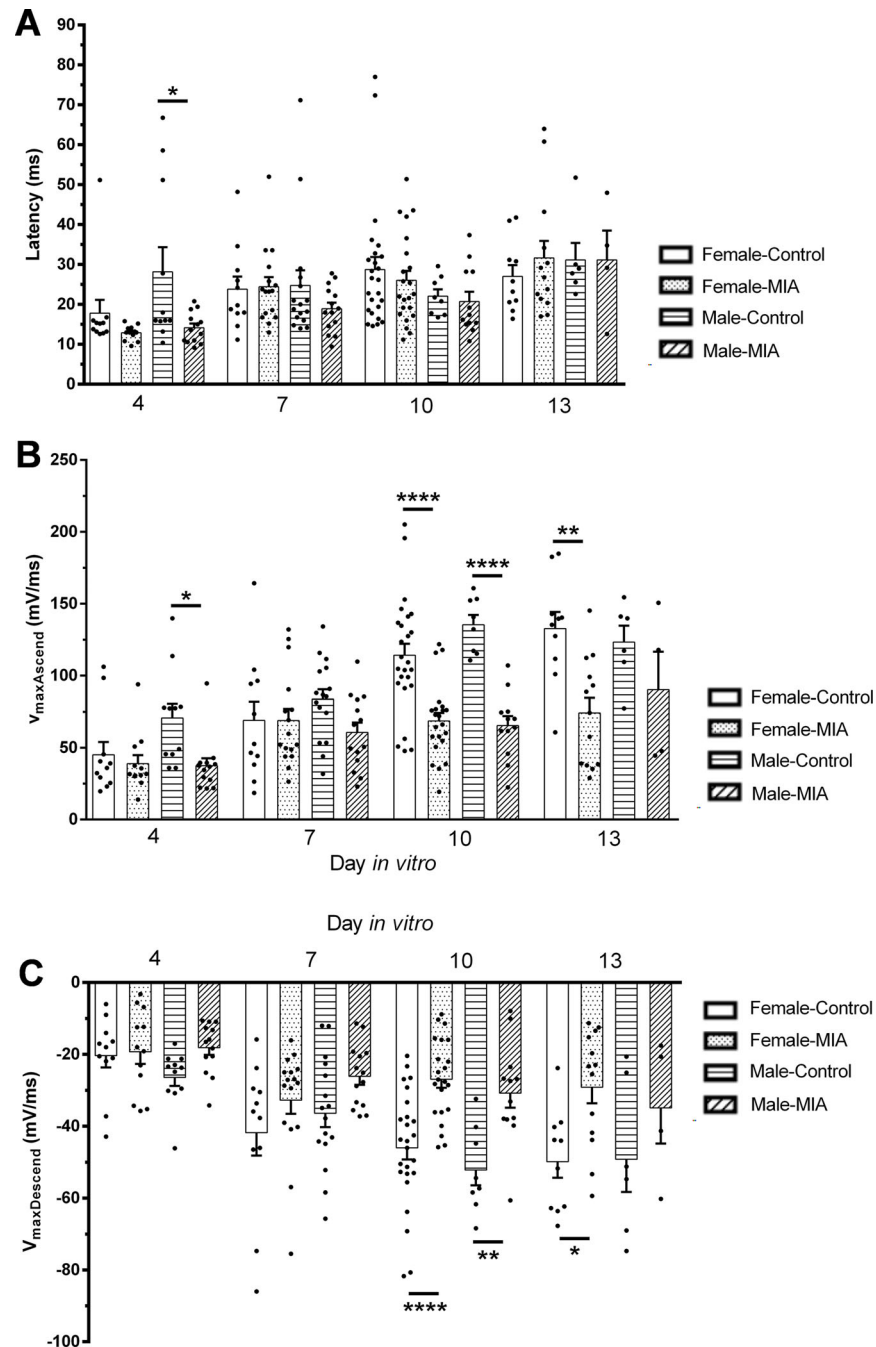 A
Latency (ms)
90
80
70
60
50
40
30
20
10
0
*
4 7 10 13
Female-Control
Female-MIA
Male-Control
Male-MIA
B
vmaxAscend (mV/ms)
250
200
150
100
50
0
*
****
****
**
4 7 10 13
Day in vitro
Female-Control
Female-MIA
Male-Control
Male-MIA
Day in vitro
C
4 7 10 13
VmaxDescend (mV/ms)
0
-20
-40
-60
-80
-100
****
**
*
Female-Control
Female-MIA
Male-Control
Male-MIA